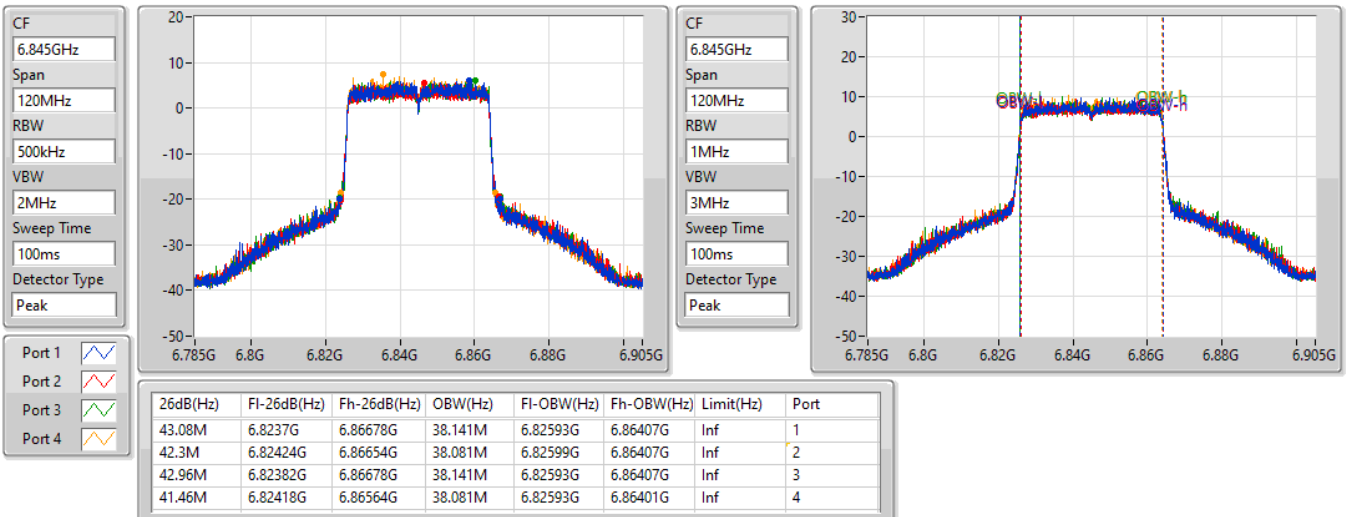 CF
6.845GHz
Span
120MHz
RBW
500kHz
VBW
2MHz
Sweep Time
100ms
Detector Type
Peak
20
10
0
-10
-20
-30
-40
-50
6.785G 6.8G 6.82G 6.84G 6.86G 6.88G 6.905G
CF
6.845GHz
Span
120MHz
RBW
1MHz
VBW
3MHz
Sweep Time
100ms
Detector Type
Peak
30
20
10
0
-10
-20
-30
-40
-50
OBW-l OBW-h
6.785G 6.8G 6.82G 6.84G 6.86G 6.88G 6.905G
Port 1
Port 2
Port 3
Port 4
26dB(Hz) Fl-26dB(Hz) Fh-26dB(Hz) OBW(Hz) Fl-OBW(Hz) Fh-OBW(Hz) Limit(Hz) Port
43.08M 6.8237G 6.86678G 38.141M 6.82593G 6.86407G Inf 1
42.3M 6.82424G 6.86654G 38.081M 6.82599G 6.86407G Inf 2
42.96M 6.82382G 6.86678G 38.141M 6.82593G 6.86407G Inf 3
41.46M 6.82418G 6.86564G 38.081M 6.82593G 6.86401G Inf 4